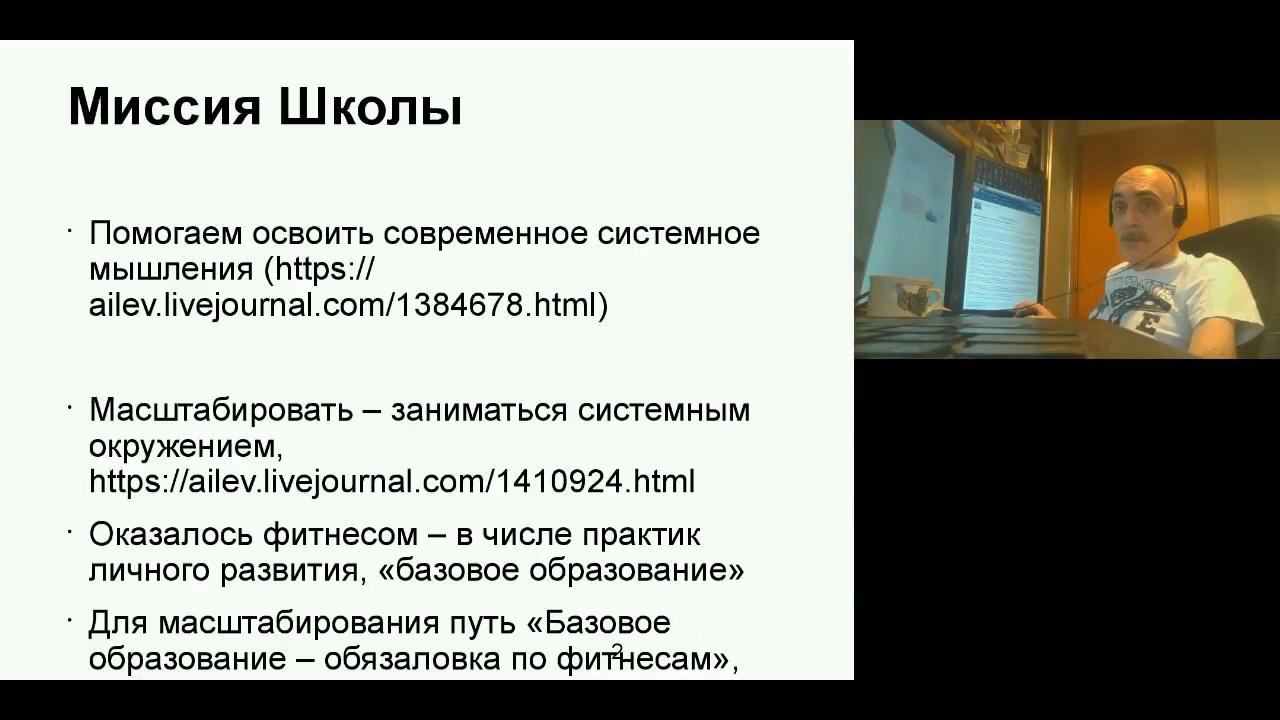 Миссия Школы
· Помогаем освоить современное системное
мышления (https://
ailev.livejournal.com/1384678.html)
· Масштабировать – заниматься системным
окружением,
https://ailev.livejournal.com/1410924.html
· Оказалось фитнесом – в числе практик
личного развития, «базовое образование»
· Для масштабирования путь «Базовое
образование – обязаловка по фитнесам»,
2
E